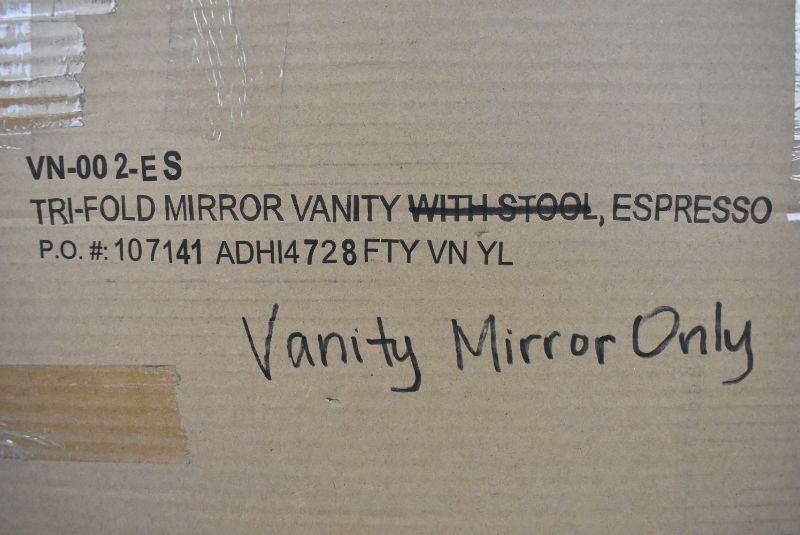 VN-002-ES
TRI-FOLD MIRROR VANITY WITH STOOL, ESPRESSO
P.O. #: 107141 ADHI4728 FTY VN YL
Vanity Mirror Only